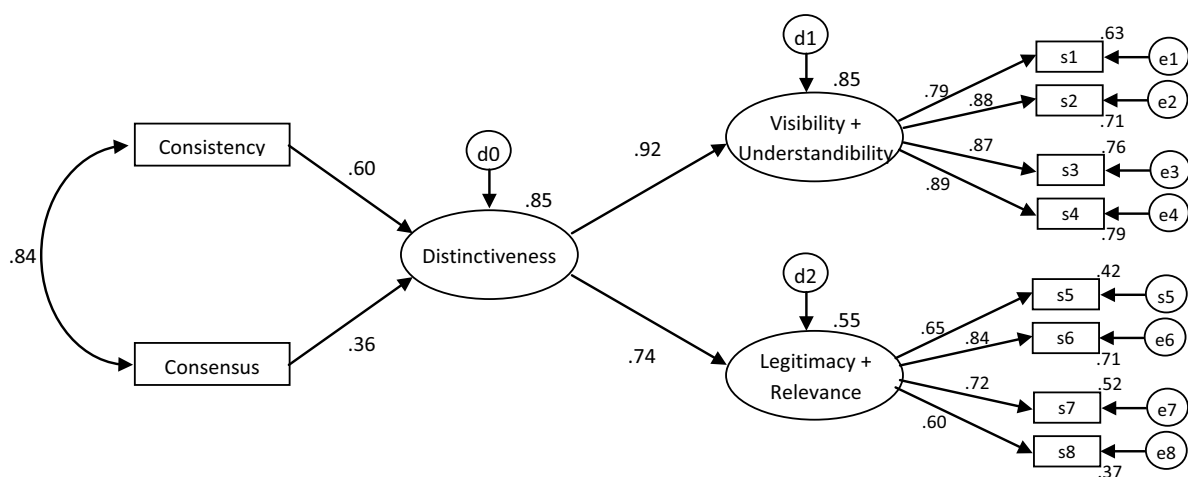 d1
.63
s1
e1
.85
.79
.88
s2
e2
.71
Visibility +
Understandibility
Consistency
d0
.92
.87
.76
s3
e3
.60
.89
s4
e4
.85
.79
.84
Distinctiveness
d2
.42
s5
s5
.55
.65
.84
s6
e6
.36
.74
.71
Consensus
Legitimacy +
Relevance
.72
.52
s7
e7
.60
s8
e8
.37